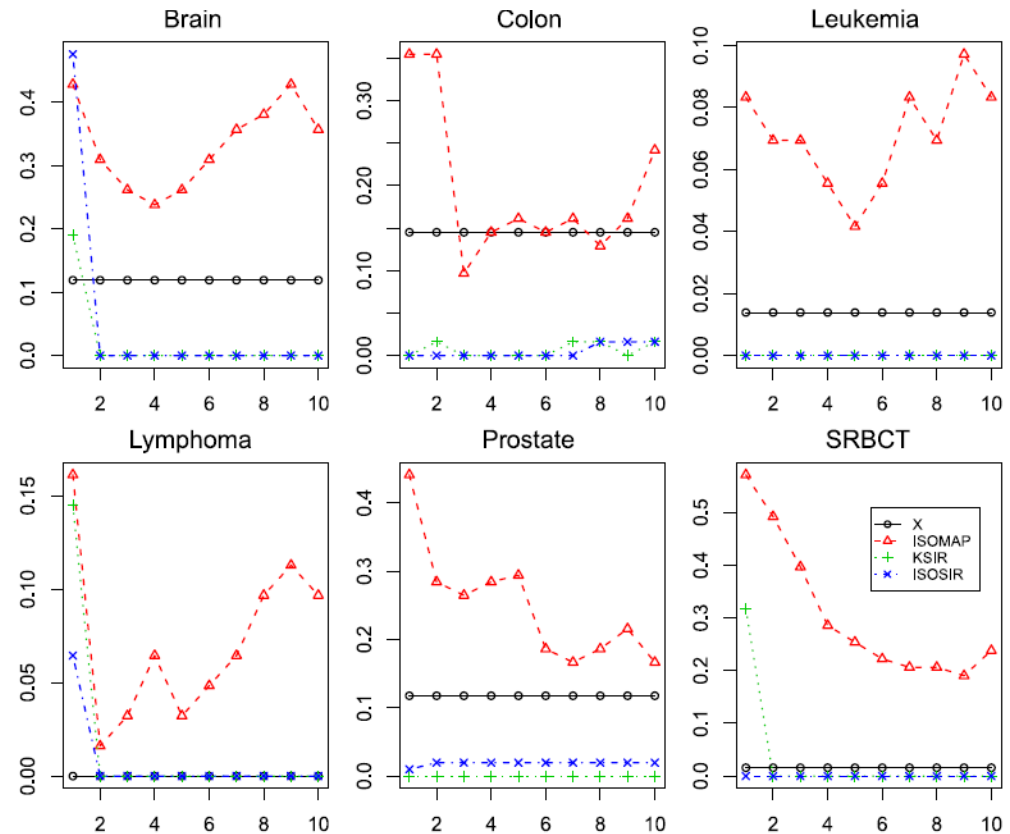 Brain
0.0 0.1 0.2 0.3 0.4
2 4 6 8 10
Colon
0.00 0.10 0.20 0.30
2 4 6 8 10
Leukemia
0.00 0.02 0.04 0.06 0.08 0.10
2 4 6 8 10
Lymphoma
0.00 0.05 0.10 0.15
2 4 6 8 10
Prostate
0.0 0.1 0.2 0.3 0.4
2 4 6 8 10
SRBCT
0.0 0.1 0.2 0.3 0.4 0.5
X
ISOMAP
KSIR
ISOSIR
2 4 6 8 10